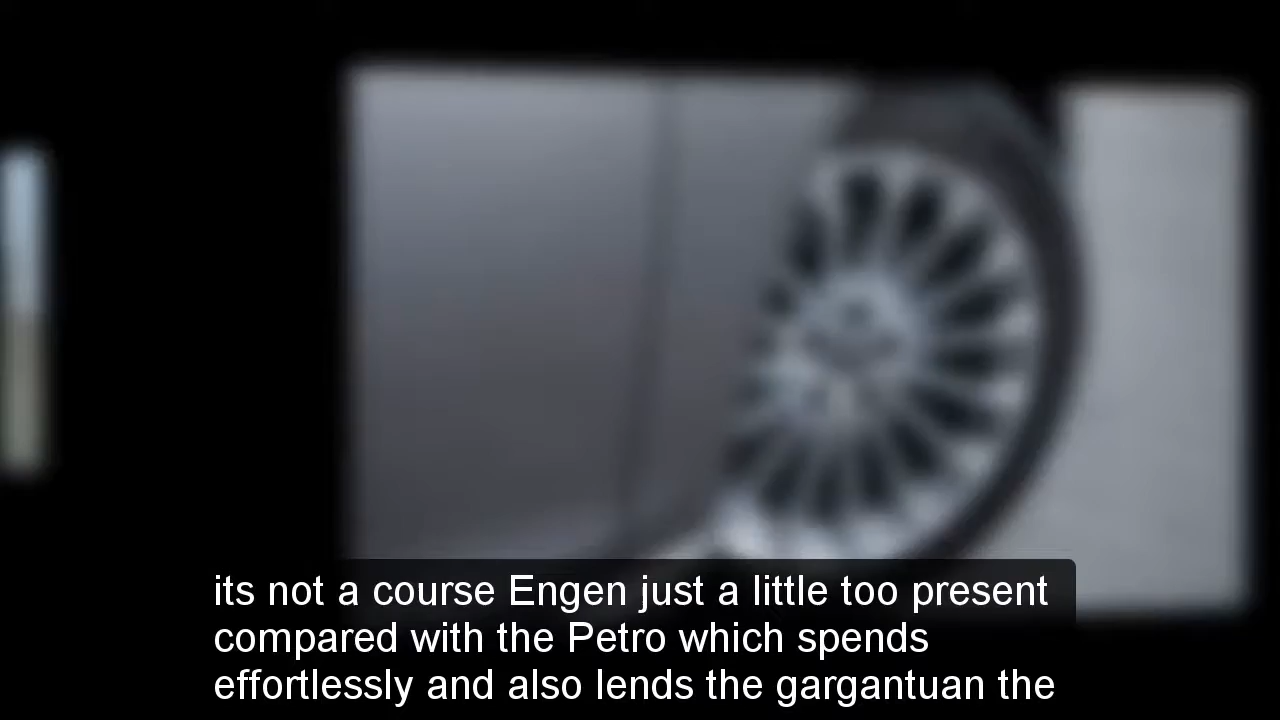 its not a course Engen just a little too present
compared with the Petro which spends
effortlessly and also lends the gargantuan the